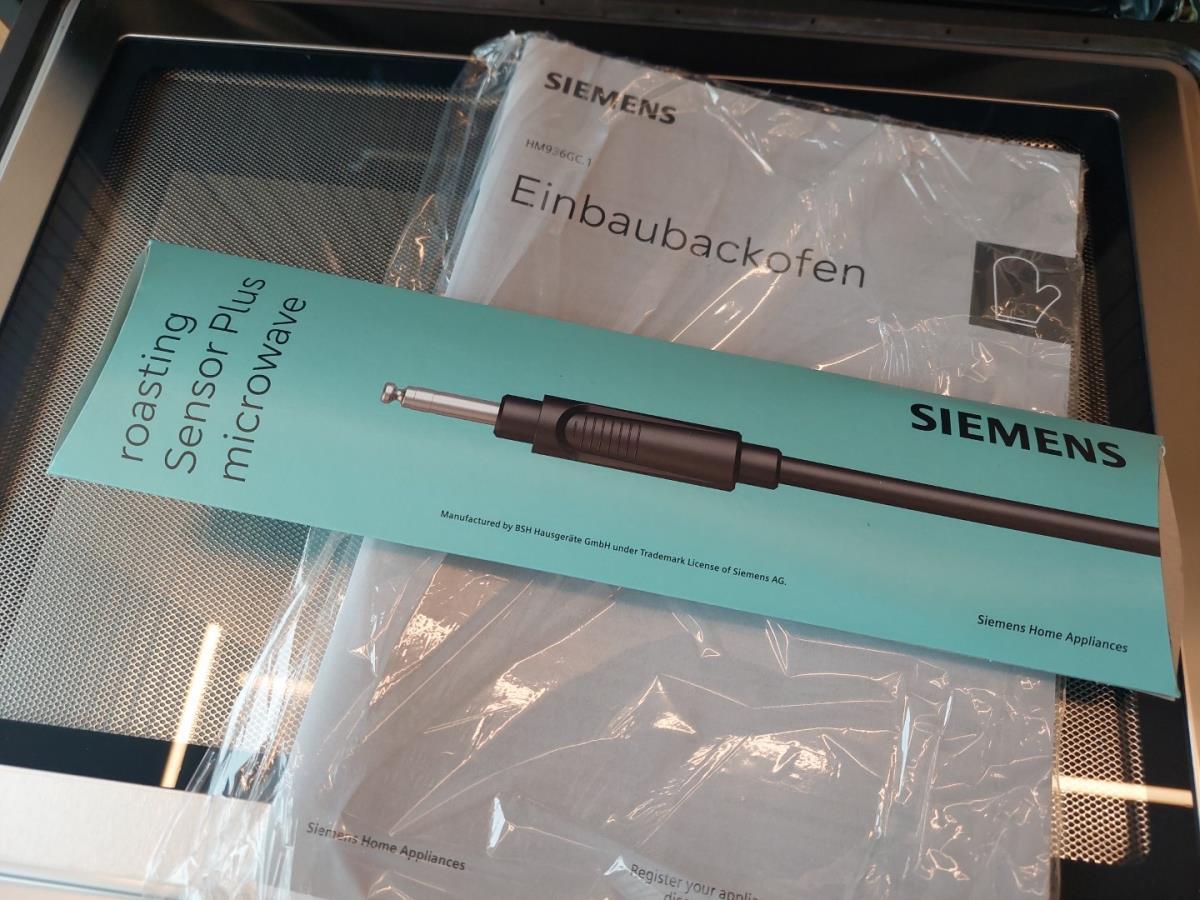 SIEMENS
HM936GC.1
Einbaubackofen
roasting
Sensor Plus
microwave
SIEMENS
Manufactured by BSH Hausgeräte GmbH under Trademark License of Siemens AG.
Siemens Home Appliances
Siemens Home Appliances
Register your